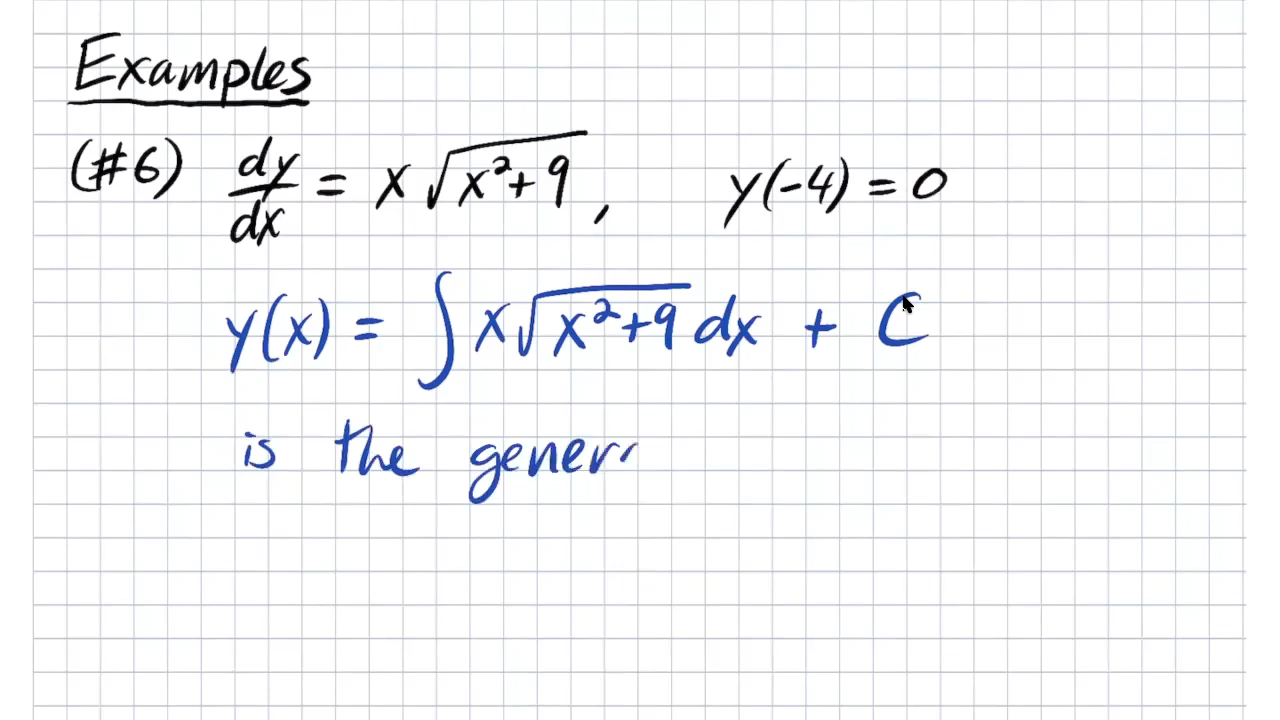 Examples
(#6) dy/dx = x√(x²+9) , y(-4) = 0
y(x) = ∫ x√(x²+9) dx + C
is the gener